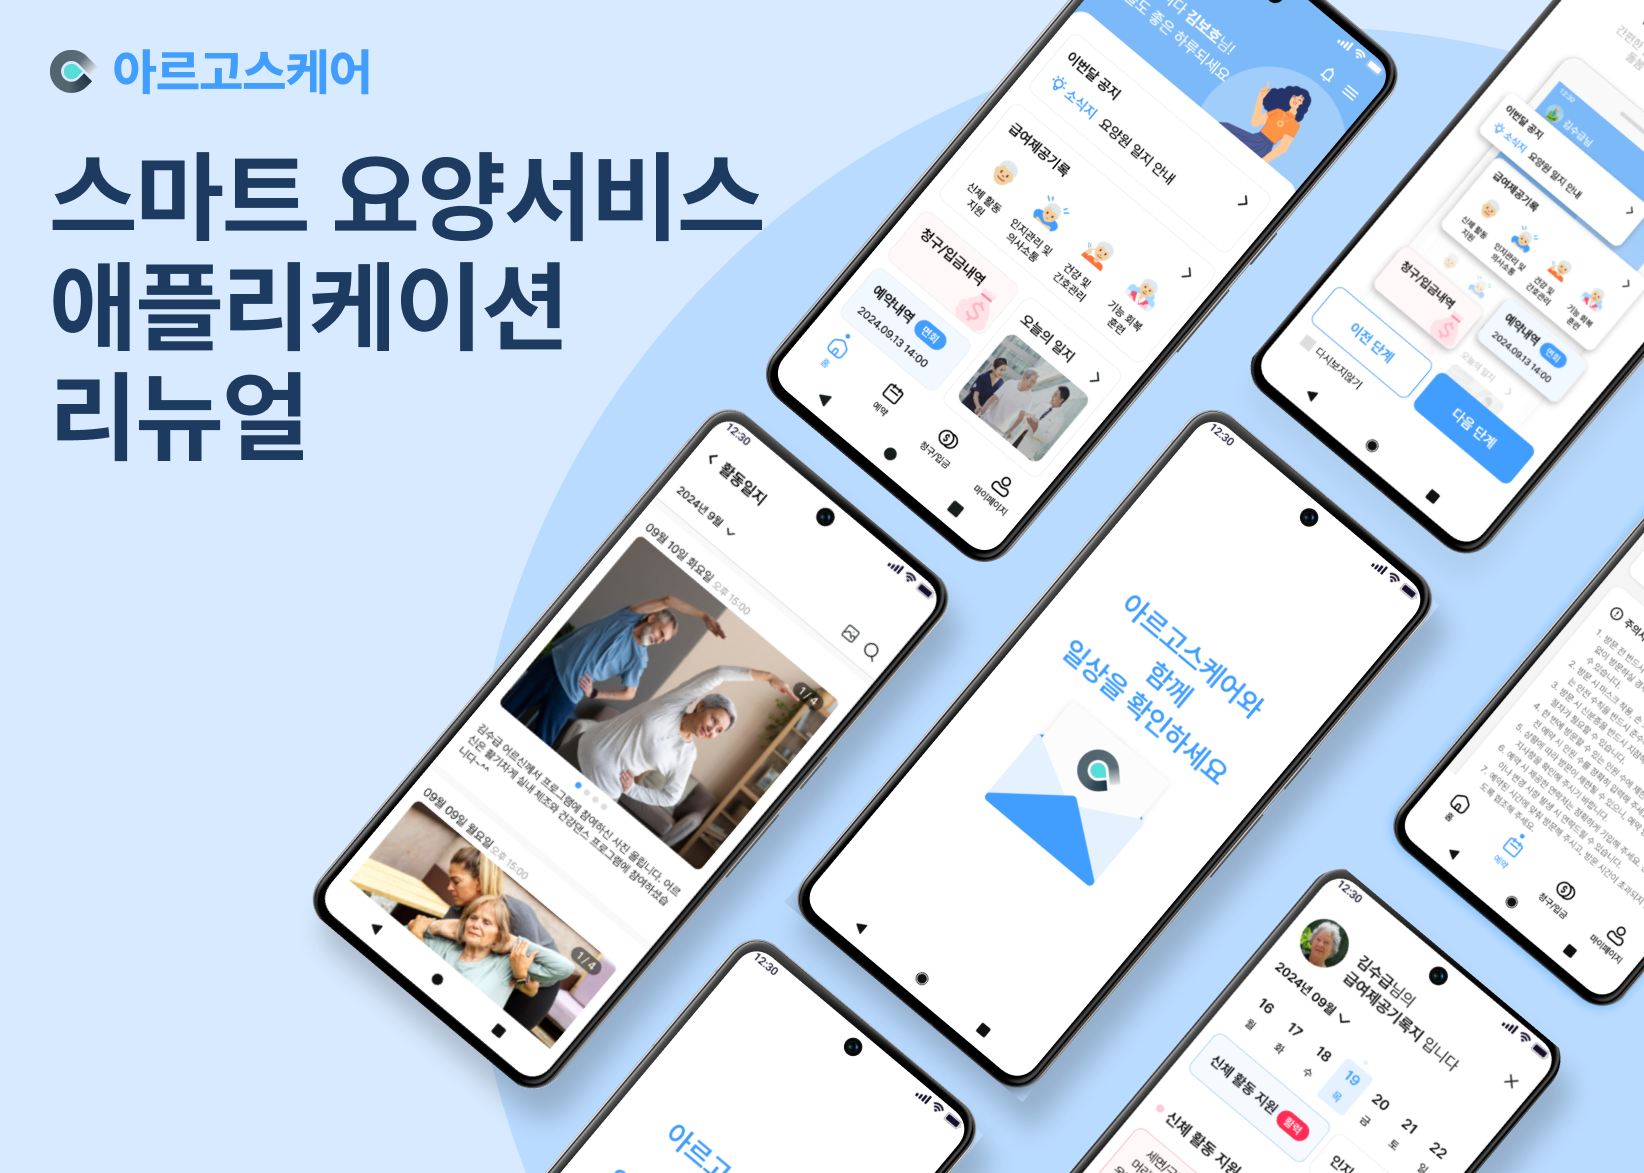 아르고스케어
스마트 요양서비스
애플리케이션
리뉴얼
김보호님!
좋은 하루되세요
이번달 공지
소식지 요양원 일지 안내
급여제공기록
신체 활동
지원
인지관리 및
의사소통
건강 및
간호관리
기능 회복
훈련
청구/입금내역
예약내역 면회
2024.09.13 14:00
오늘의 일지
홈
예약
청구/입금
마이페이지
12:30
김수급님
이번달 공지
소식지 요양원 일지 안내
급여제공기록
신체 활동
지원
인지관리 및
의사소통
건강 및
간호관리
기능 회복
훈련
청구/입금내역
예약내역 면회
2024.09.13 14:00
오늘의 일지
이전 단계
다시보지않기
다음 단계
12:30
활동일지
2024년 9월
09월 10일 화요일 오후 15:00
1 / 4
김수급 어르신께서 프로그램에 참여하신 사진 올립니다. 어르
신은 활기차게 실내 체조와 건강댄스 프로그램에 참여하셨습
니다~^^
09월 09일 월요일 오후 15:00
1 / 4
12:30
아르고스케어와
함께
일상을 확인하세요
홈
예약
청구/입금
마이페이지
12:30
12:30
김수급님의
급여제공기록지 입니다
2024년 09월
16 17 18 19 20 21 22
월 화 수 목 금 토 일
신체 활동 지원 활력
신체 활동 지원